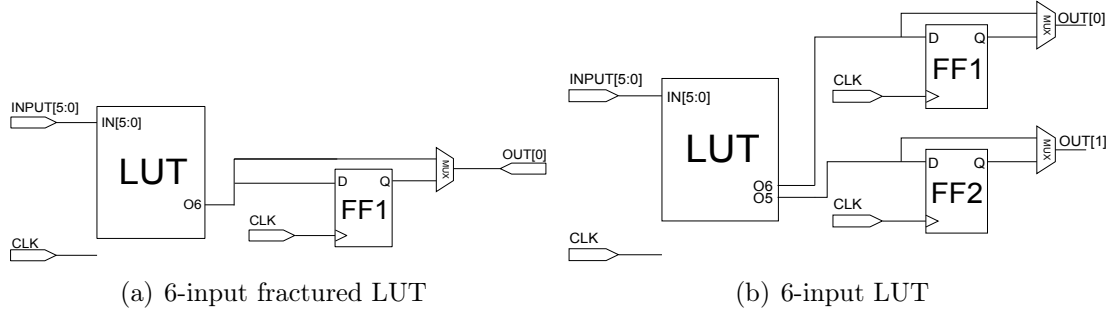 INPUT[5:0]
IN[5:0]
LUT
O6
CLK
D
Q
FF1
CLK
MUX
OUT[0]
(a) 6-input fractured LUT
INPUT[5:0]
IN[5:0]
LUT
O6
O5
CLK
D
Q
FF1
CLK
MUX
OUT[0]
D
Q
FF2
CLK
MUX
OUT[1]
(b) 6-input LUT